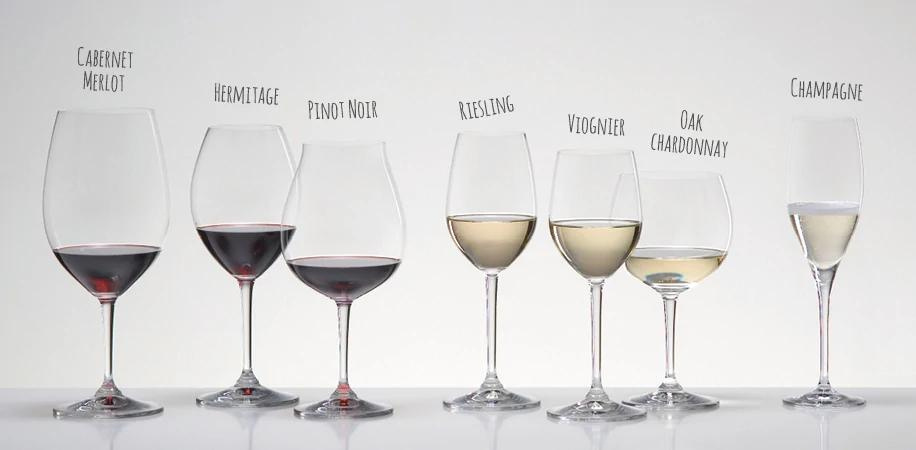 CABERNET
MERLOT
HERMITAGE
PINOT NOIR
RIESLING
VIOGNIER
OAK
CHARDONNAY
CHAMPAGNE